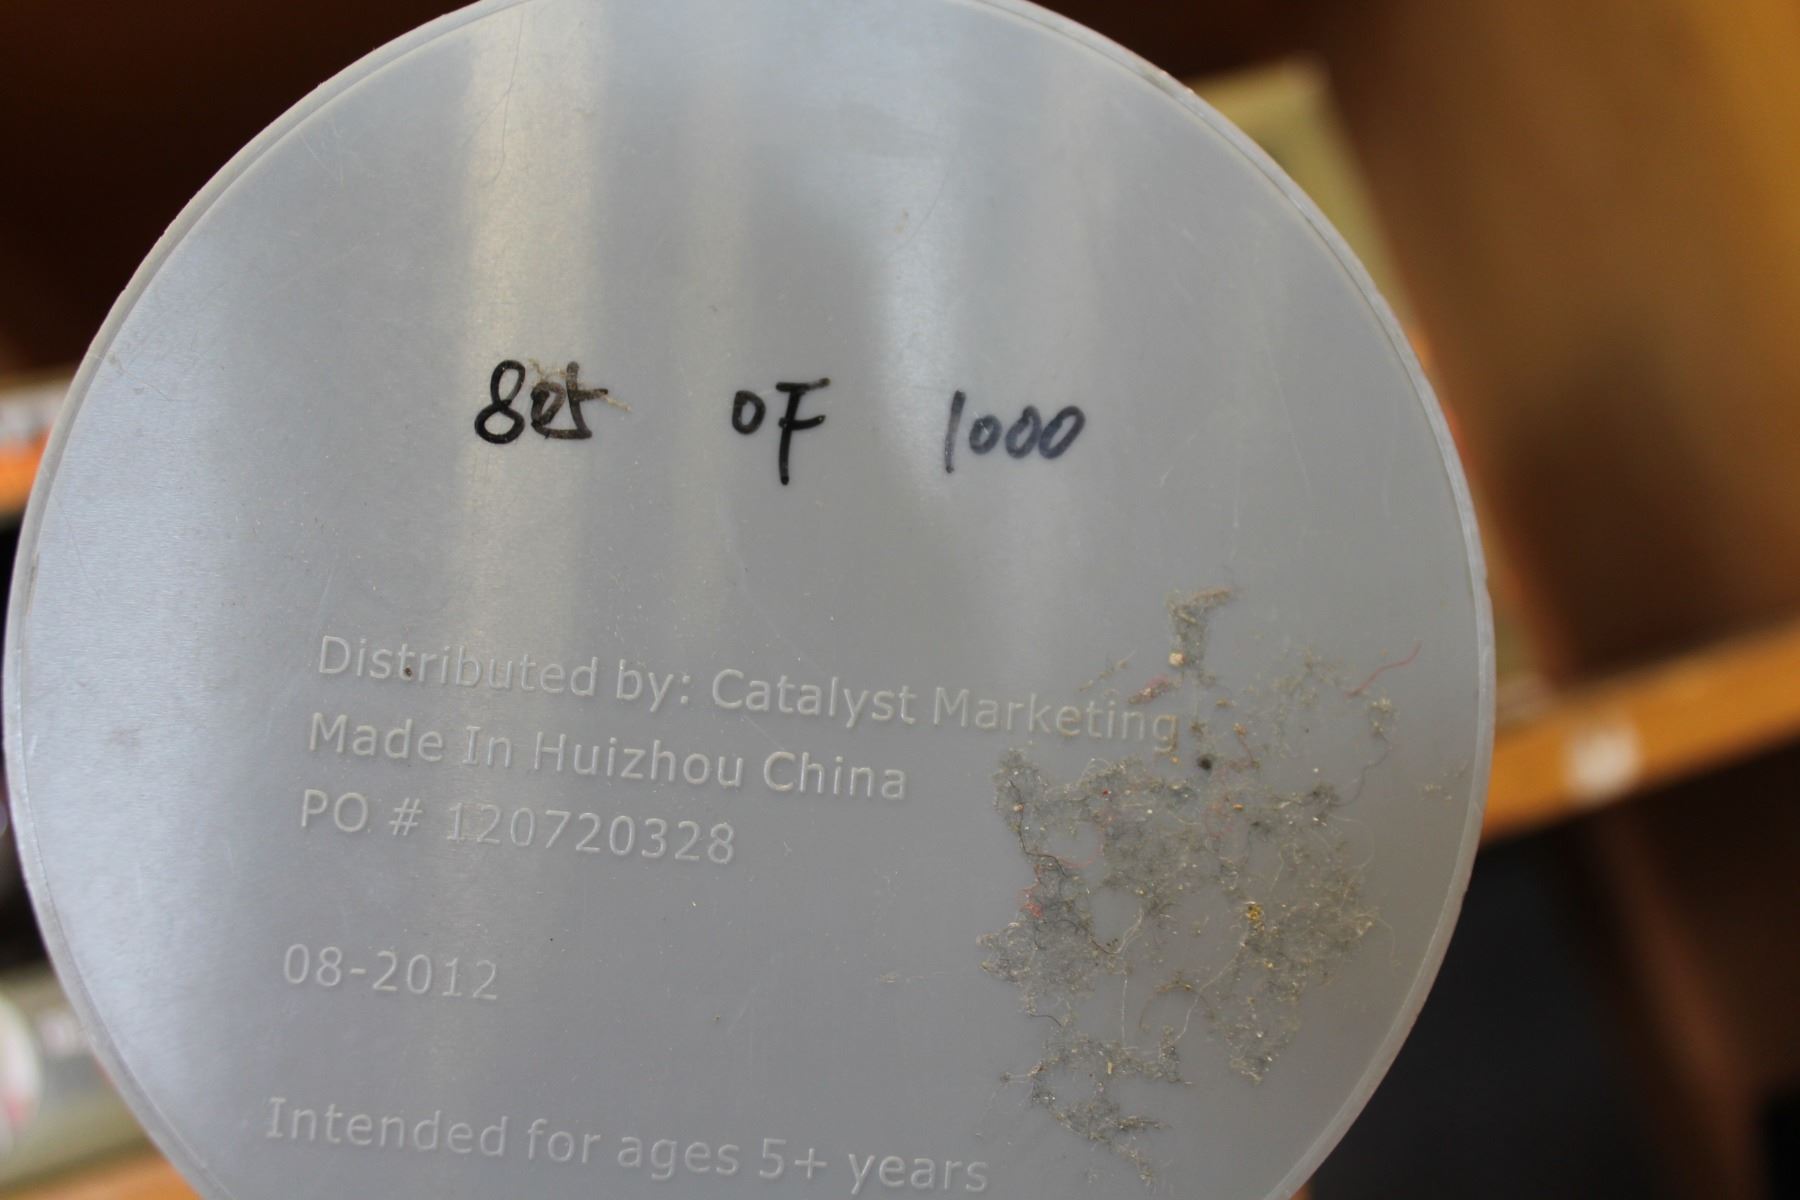 805 OF 1000
Distributed by: Catalyst Marketing
Made In Huizhou China
PO # 120720328
08-2012
Intended for ages 5+ years